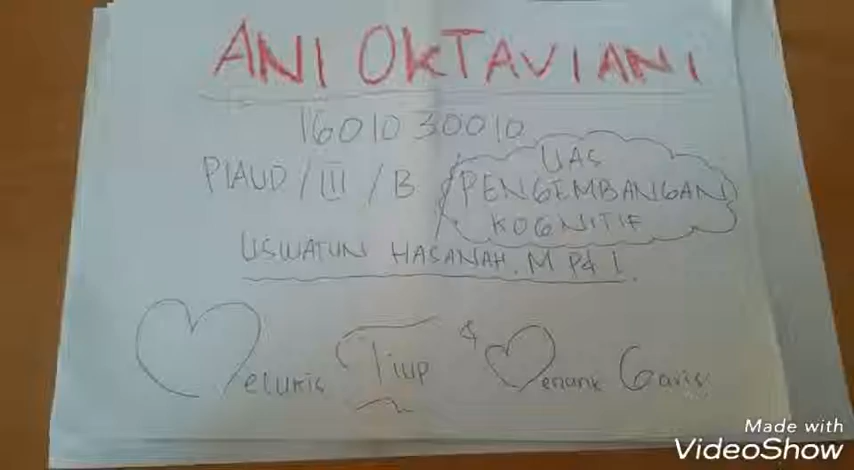 ANI OKTAVIANI
1601030010
PIAUD / III / B
UAS
PENGEMBANGAN
KOGNITIF
USWATUN HASANAH. M Pd I.
Melukis Tiup & Menarik Garis
Made with
VideoShow